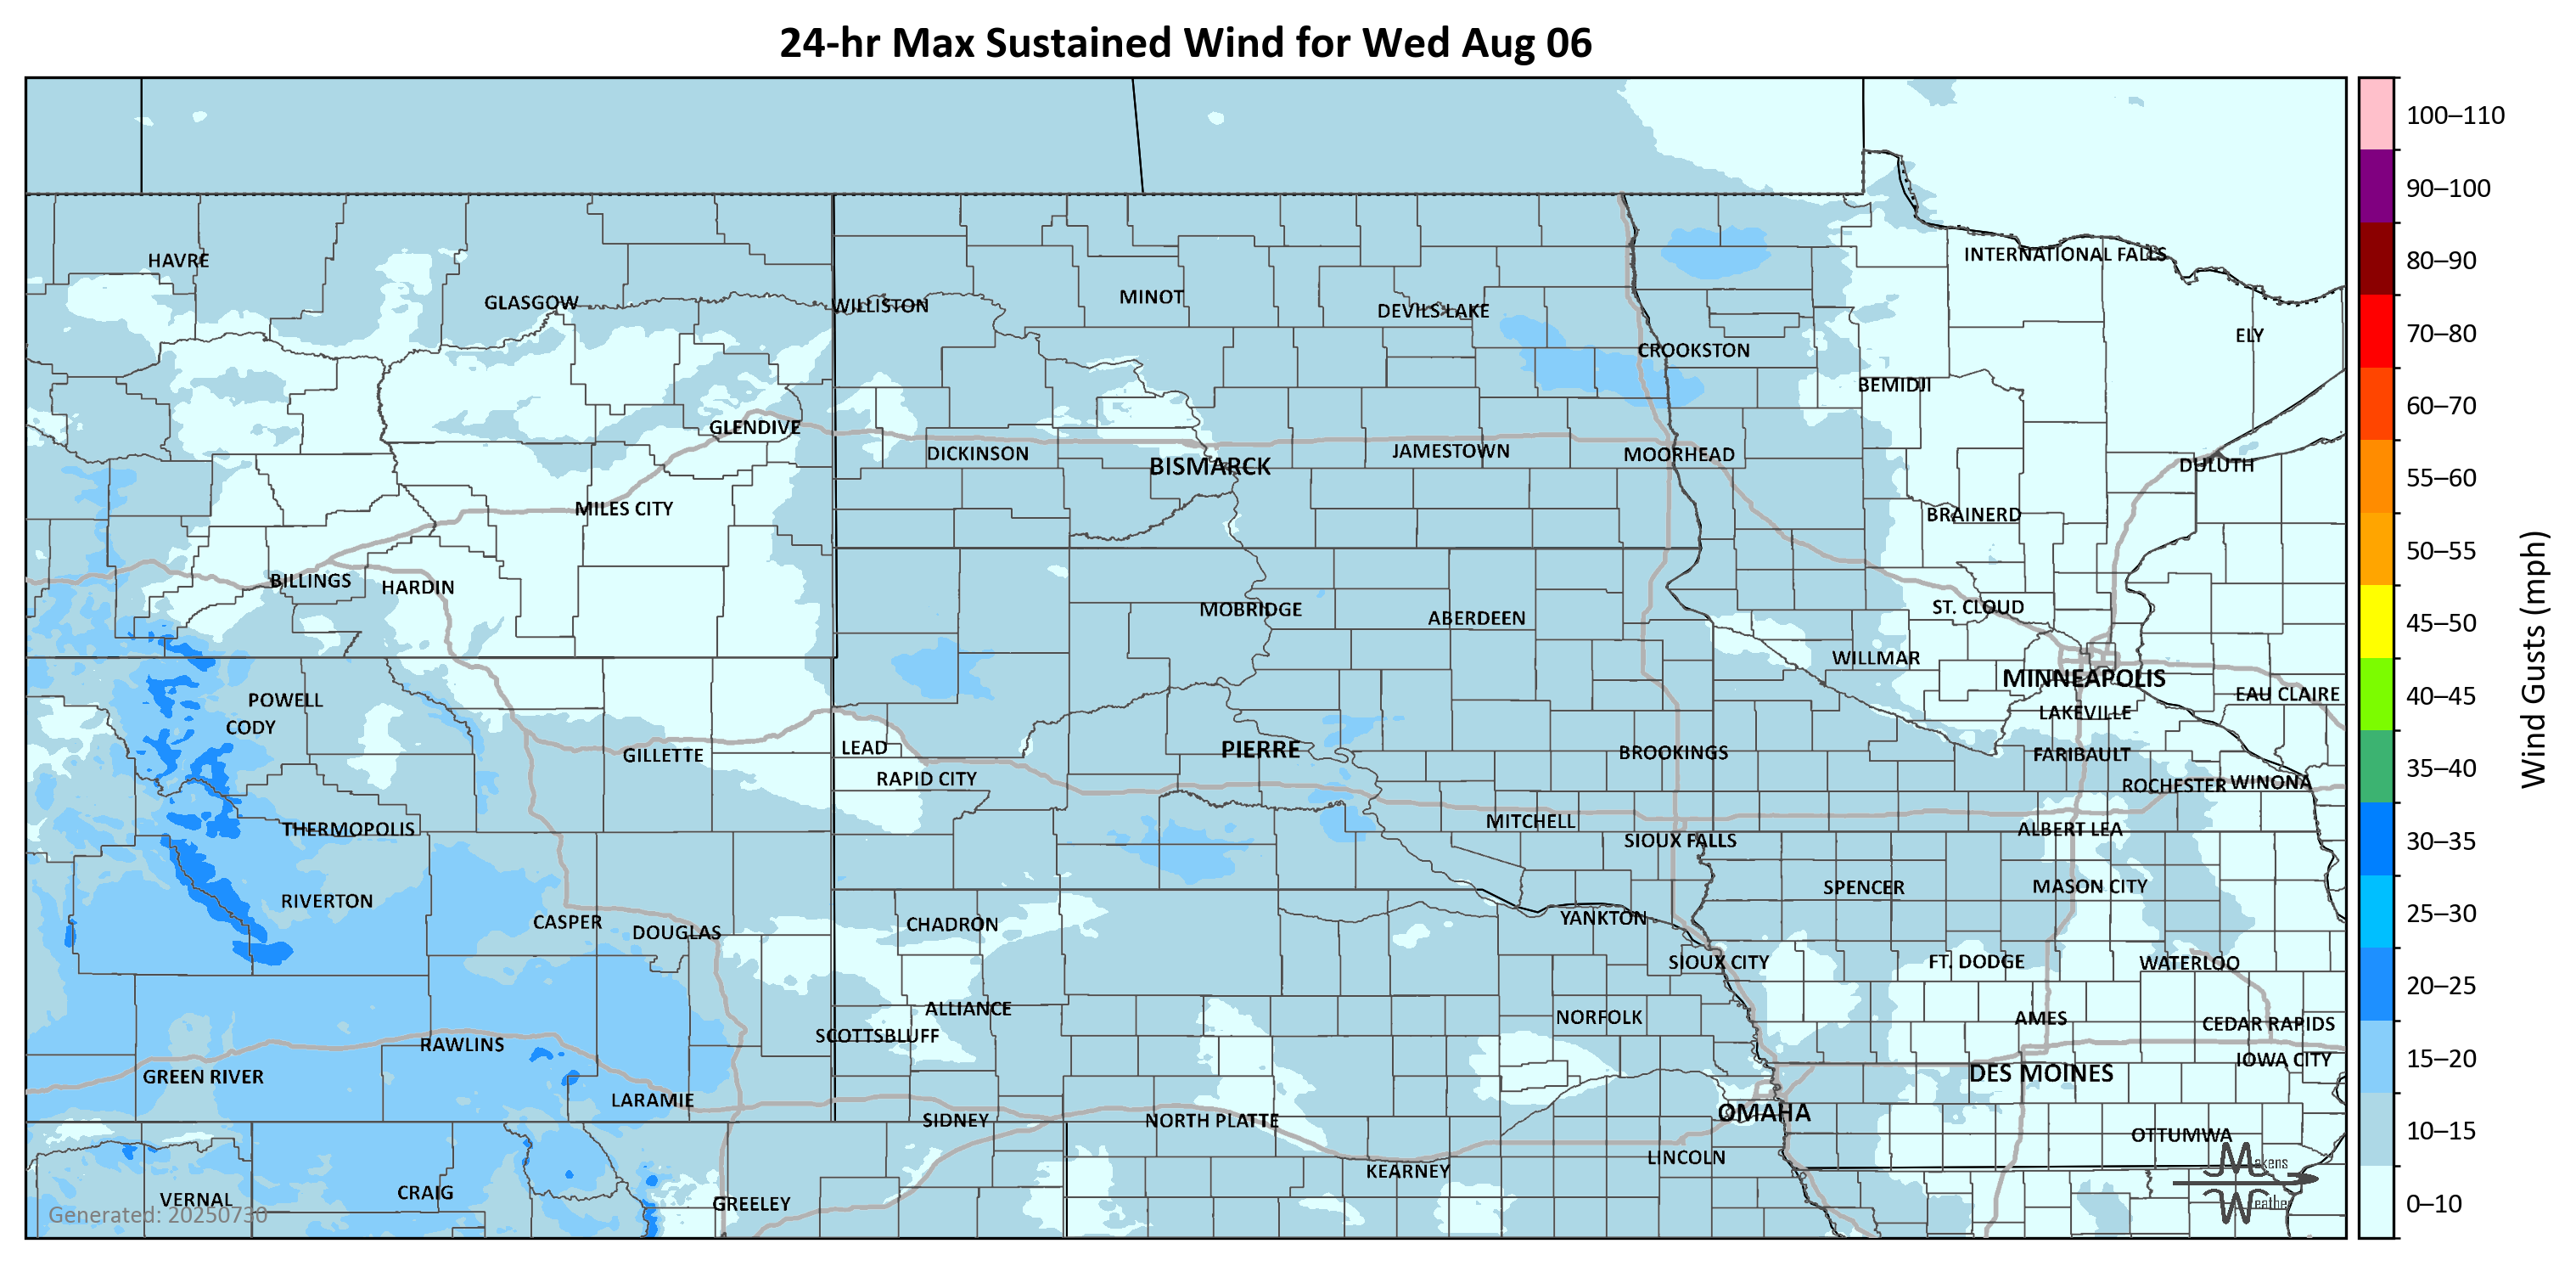 24-hr Max Sustained Wind for Wed Aug 06
100–110
90–100
80–90
70–80
60–70
55–60
50–55
45–50
40–45
35–40
30–35
25–30
20–25
15–20
10–15
0–10
Wind Gusts (mph)
HAVRE
GLASGOW
WILLISTON
MINOT
DEVILS LAKE
CROOKSTON
INTERNATIONAL FALLS
ELY
BEMIDJI
GLENDIVE
DICKINSON
BISMARCK
JAMESTOWN
MOORHEAD
DULUTH
MILES CITY
BRAINERD
BILLINGS
HARDIN
MOBRIDGE
ABERDEEN
ST. CLOUD
WILLMAR
MINNEAPOLIS
EAU CLAIRE
POWELL
CODY
LAKEVILLE
GILLETTE
LEAD
PIERRE
BROOKINGS
FARIBAULT
RAPID CITY
ROCHESTER
WINONA
THERMOPOLIS
MITCHELL
SIOUX FALLS
ALBERT LEA
RIVERTON
SPENCER
MASON CITY
CASPER
DOUGLAS
CHADRON
YANKTON
SIOUX CITY
FT. DODGE
WATERLOO
ALLIANCE
NORFOLK
AMES
CEDAR RAPIDS
SCOTTSBLUFF
RAWLINS
IOWA CITY
GREEN RIVER
DES MOINES
LARAMIE
SIDNEY
NORTH PLATTE
OMAHA
OTTUMWA
KEARNEY
LINCOLN
VERNAL
CRAIG
GREELEY
Makens
Weather
Generated: 20250730